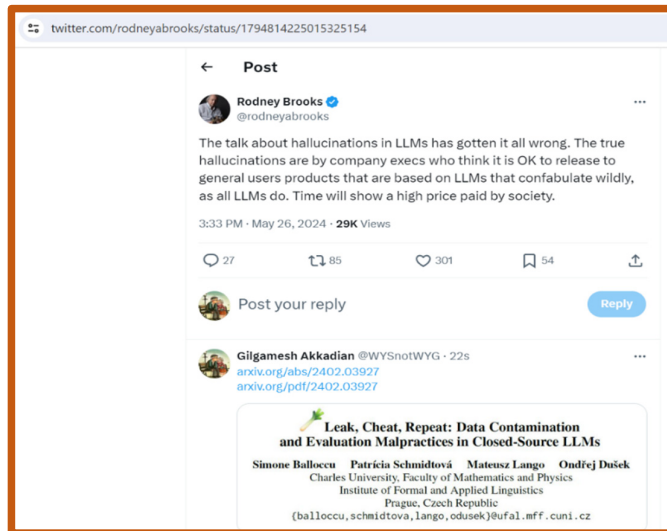 twitter.com/rodneyabrooks/status/1794814225015325154
← Post
Rodney Brooks
@rodneyabrooks
The talk about hallucinations in LLMs has gotten it all wrong. The true
hallucinations are by company execs who think it is OK to release to
general users products that are based on LLMs that confabulate wildly,
as all LLMs do. Time will show a high price paid by society.
3:33 PM · May 26, 2024 · 29K Views
27 85 301 54
Post your reply Reply
Gilgamesh Akkadian @WYSnotWYG · 22s
arxiv.org/abs/2402.03927
arxiv.org/pdf/2402.03927
Leak, Cheat, Repeat: Data Contamination
and Evaluation Malpractices in Closed-Source LLMs
Simone Balloccu Patrícia Schmidtová Mateusz Lango Ondřej Dušek
Charles University, Faculty of Mathematics and Physics
Institute of Formal and Applied Linguistics
Prague, Czech Republic
{balloccu,schmidtova,lango,odusek}@ufal.mff.cuni.cz